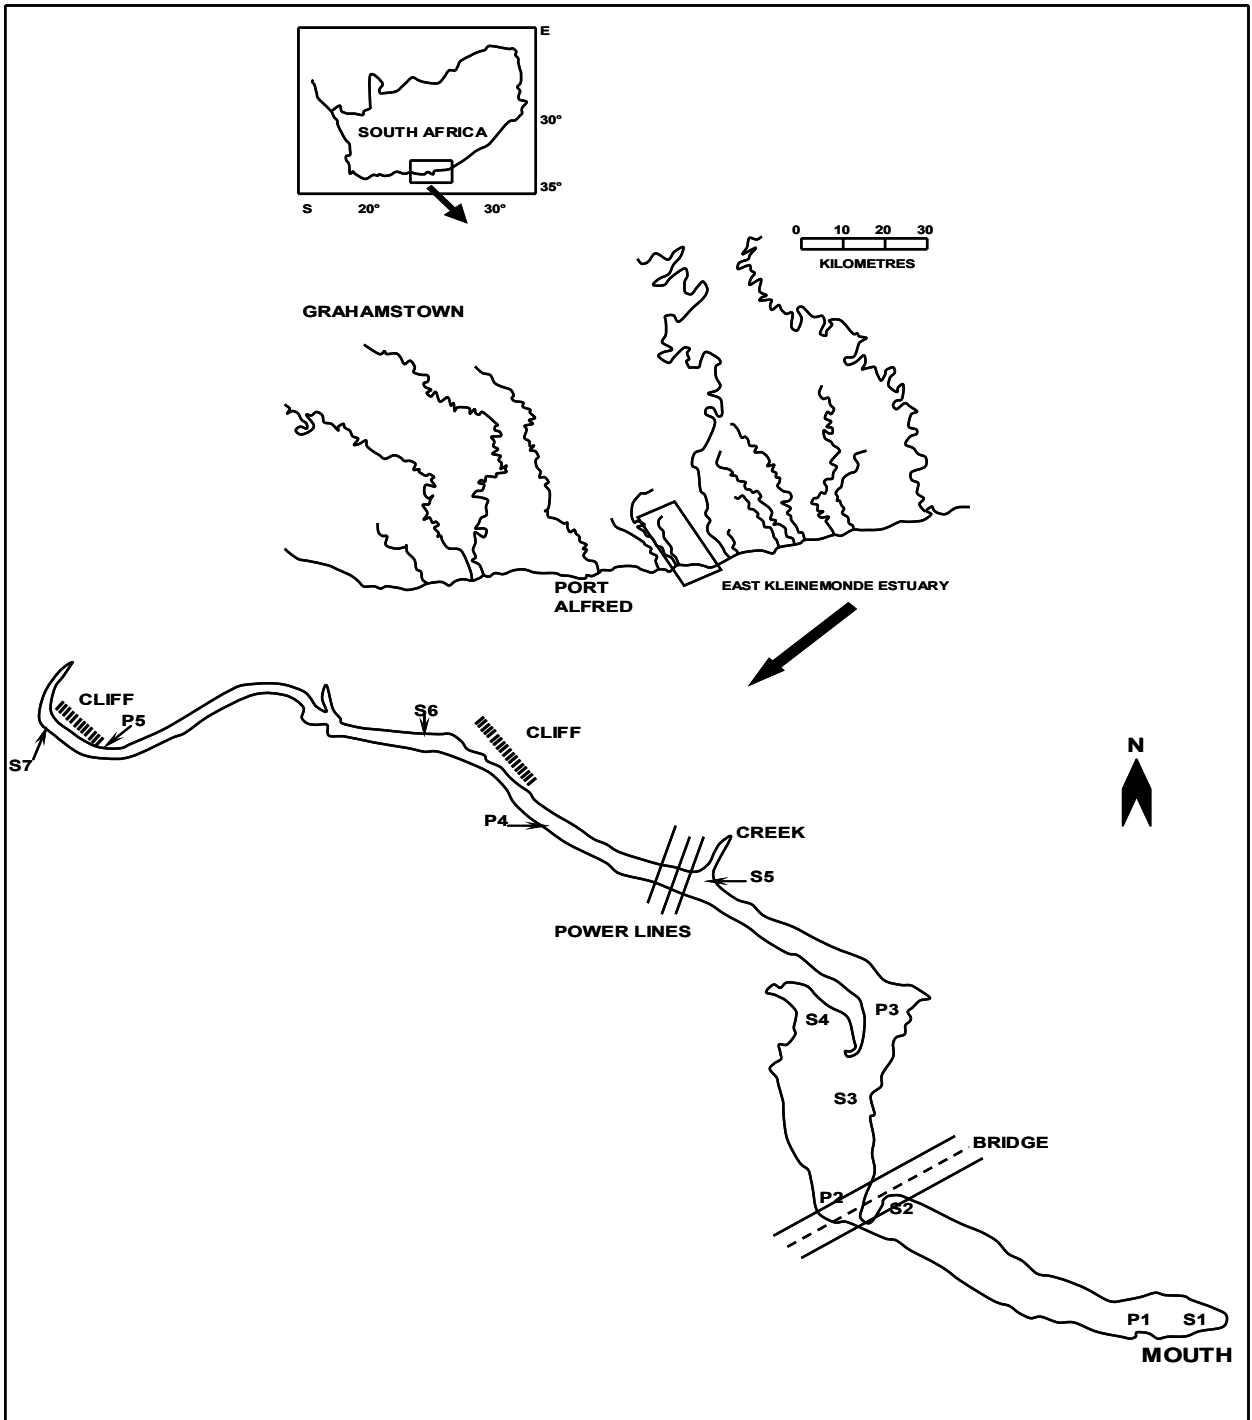 E
SOUTH AFRICA
30°
35°
S 20° 30°
0 10 20 30
KILOMETRES
GRAHAMSTOWN
PORT
ALFRED
EAST KLEINEMONDE ESTUARY
CLIFF
P5
S6
CLIFF
S7
N
P4
CREEK
S5
POWER LINES
P3
S4
S3
BRIDGE
P2
S2
P1 S1
MOUTH